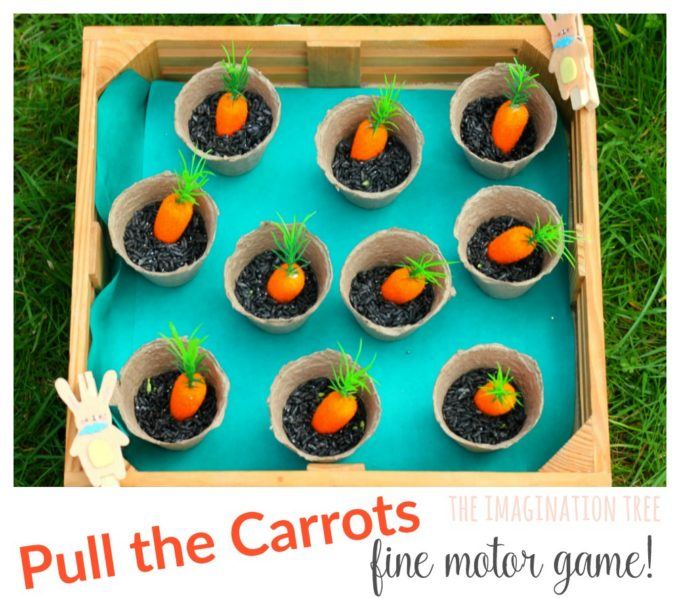 Pull the Carrots
THE IMAGINATION TREE
fine motor game!